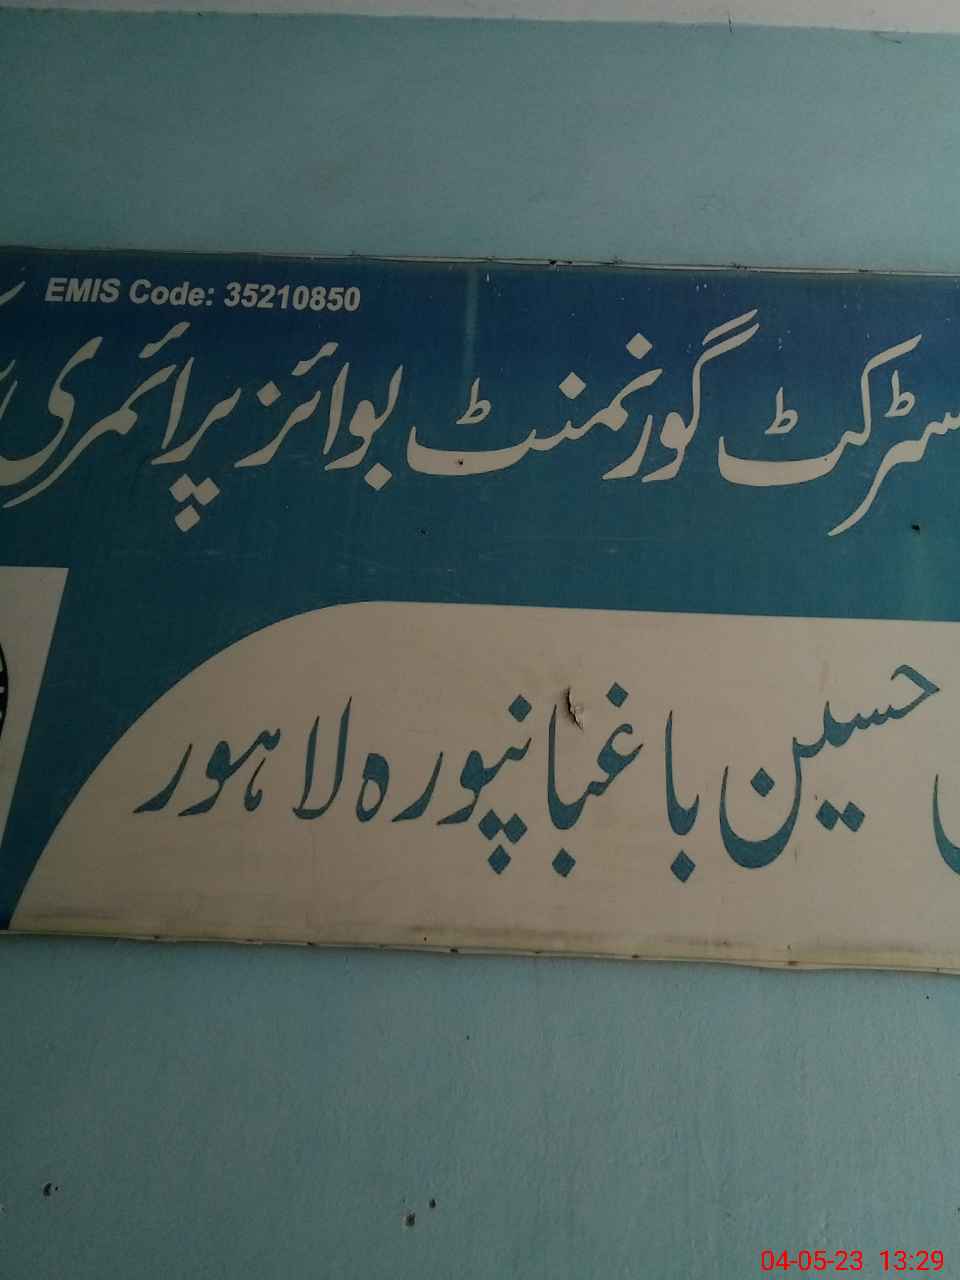 EMIS Code: 35210850
سٹرکٹ گورنمنٹ بوائز پرائمری
حسین باغبانپورہ لاہور
04-05-23 13:29